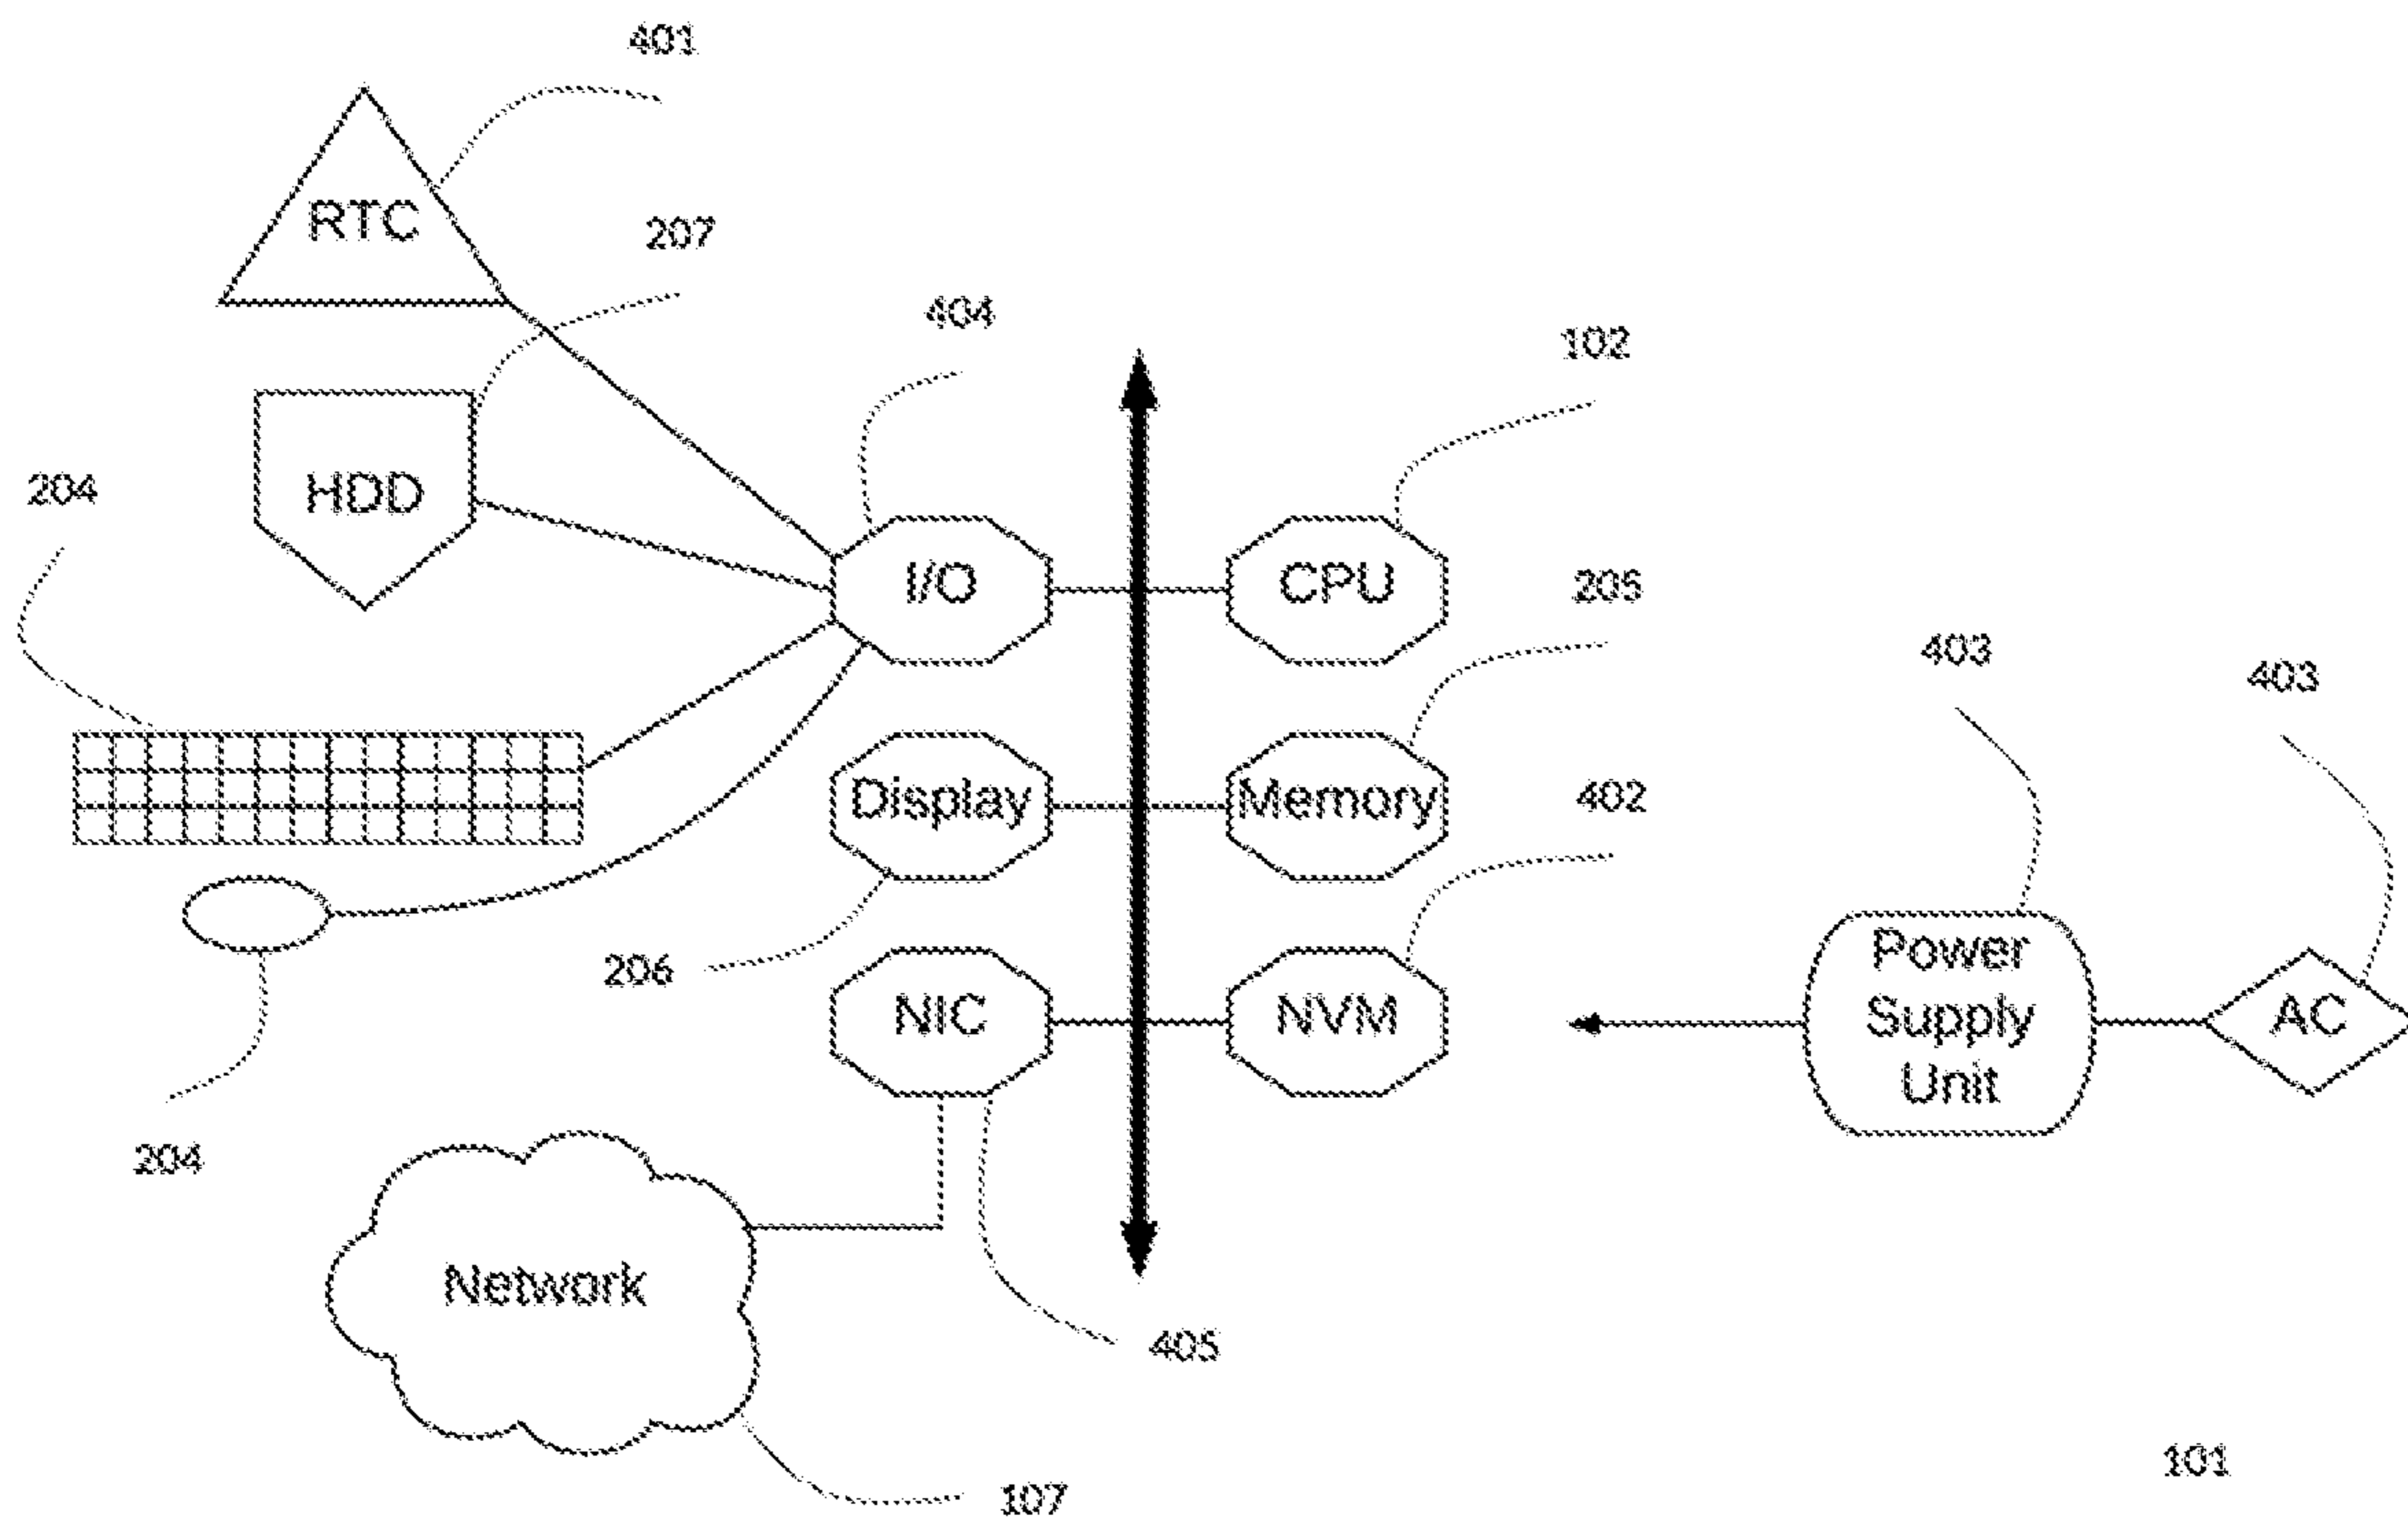 401
RTC
207
404
102
HDD
204
I/O
CPU
205
403
403
Display
Memory
402
206
NIC
NVM
Power
Supply
Unit
AC
204
Network
405
101
107